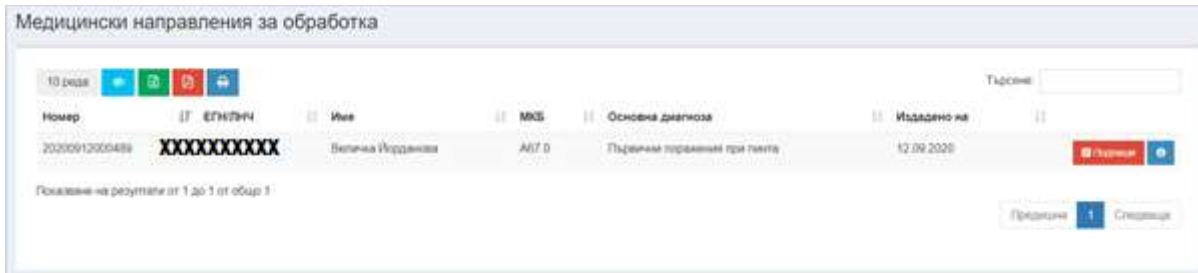 Медицински направления за обработка
10 реда
Търсене:
Номер ЕГН/ЛНЧ Име МКБ Основна диагноза Издадено на
20200912000489 XXXXXXXXXX Величка Йорданова A67.0 Първични поражения при пинта 12.09.2020 Подпиши
Показване на резултати от 1 до 1 от общо 1
Предишна 1 Следваща